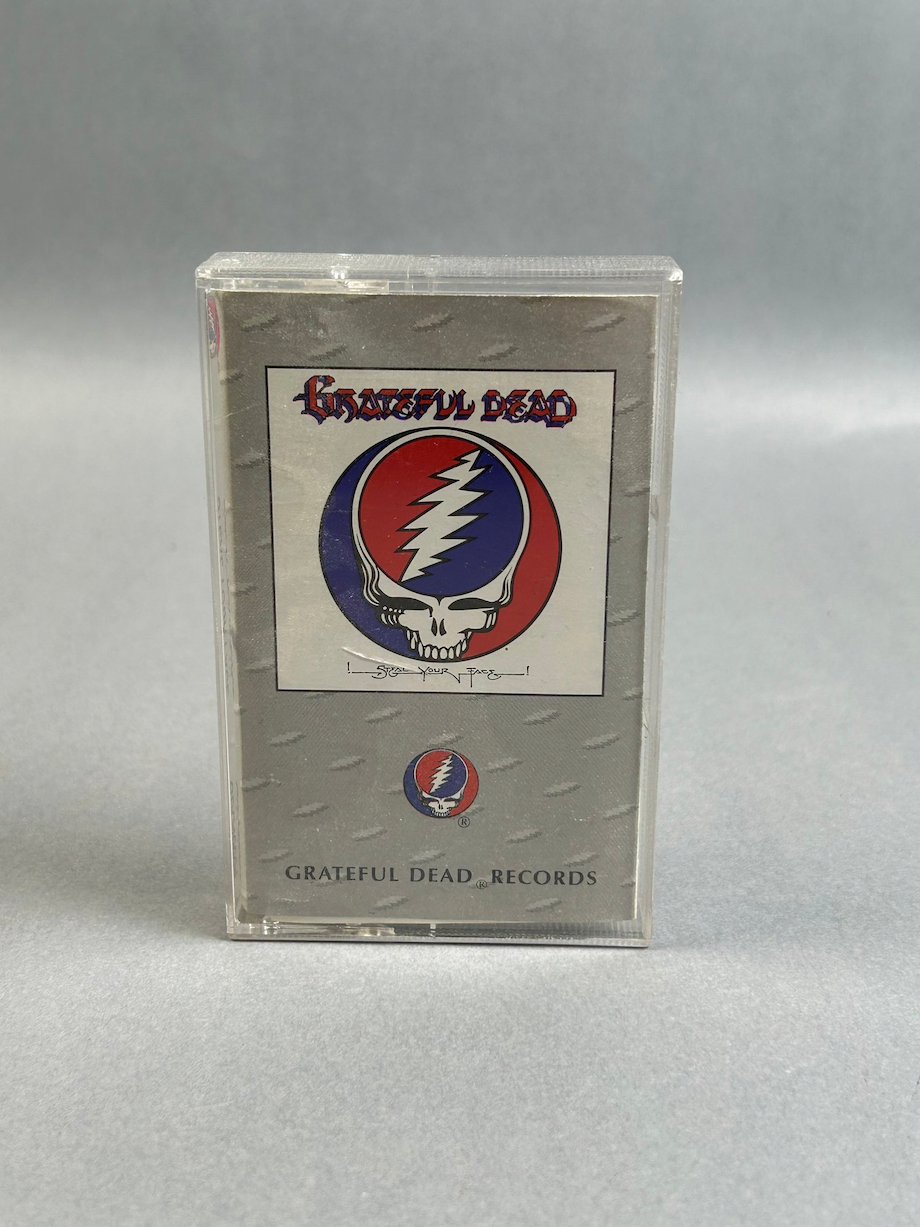 GRATEFUL DEAD
! STEAL YOUR FACE !
®
GRATEFUL DEAD ® RECORDS